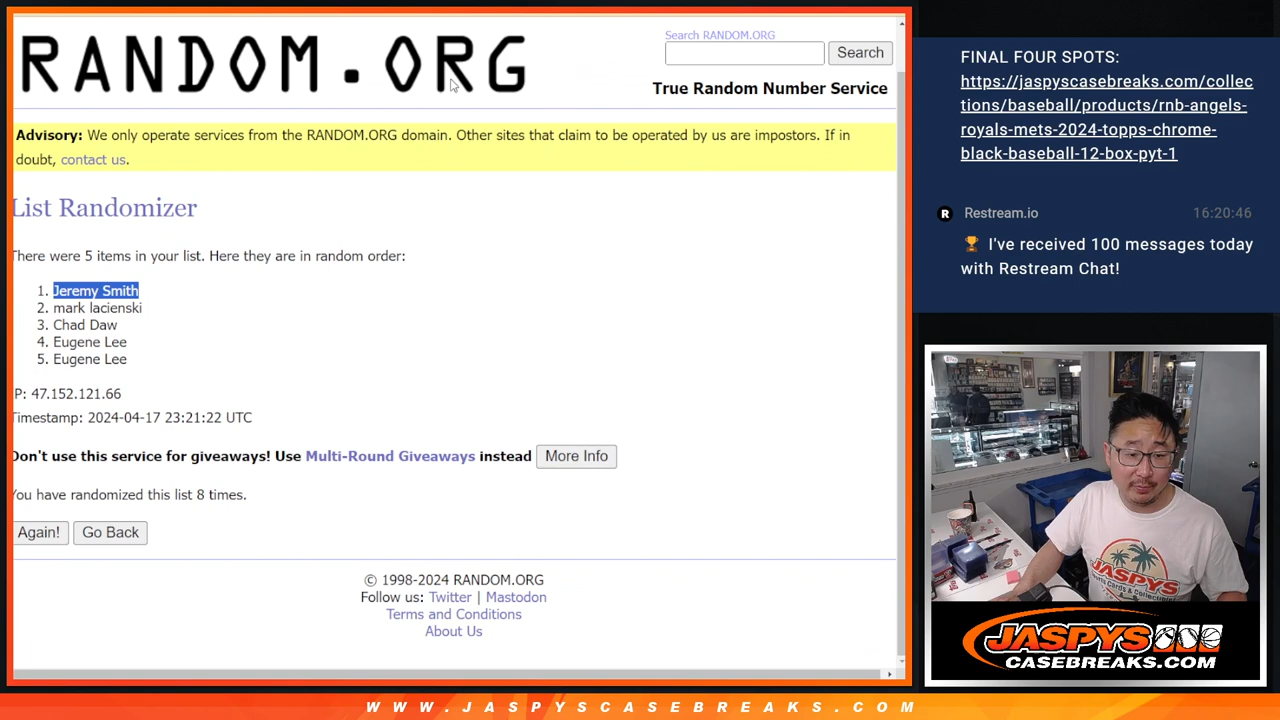 RANDOM.ORG
Search RANDOM.ORG
Search
True Random Number Service
Advisory: We only operate services from the RANDOM.ORG domain. Other sites that claim to be operated by us are impostors. If in
doubt, contact us.
List Randomizer
There were 5 items in your list. Here they are in random order:
1. Jeremy Smith
2. mark lacienski
3. Chad Daw
4. Eugene Lee
5. Eugene Lee
IP: 47.152.121.66
Timestamp: 2024-04-17 23:21:22 UTC
Don't use this service for giveaways! Use Multi-Round Giveaways instead More Info
You have randomized this list 8 times.
Again! Go Back
© 1998-2024 RANDOM.ORG
Follow us: Twitter | Mastodon
Terms and Conditions
About Us
FINAL FOUR SPOTS:
https://jaspyscasebreaks.com/collec
tions/baseball/products/rnb-angels-
royals-mets-2024-topps-chrome-
black-baseball-12-box-pyt-1
R Restream.io 16:20:46
🏆 I've received 100 messages today
with Restream Chat!
JASPYS
JASPYS
CASEBREAKS.COM
WWW.JASPYSCASEBREAKS.COM